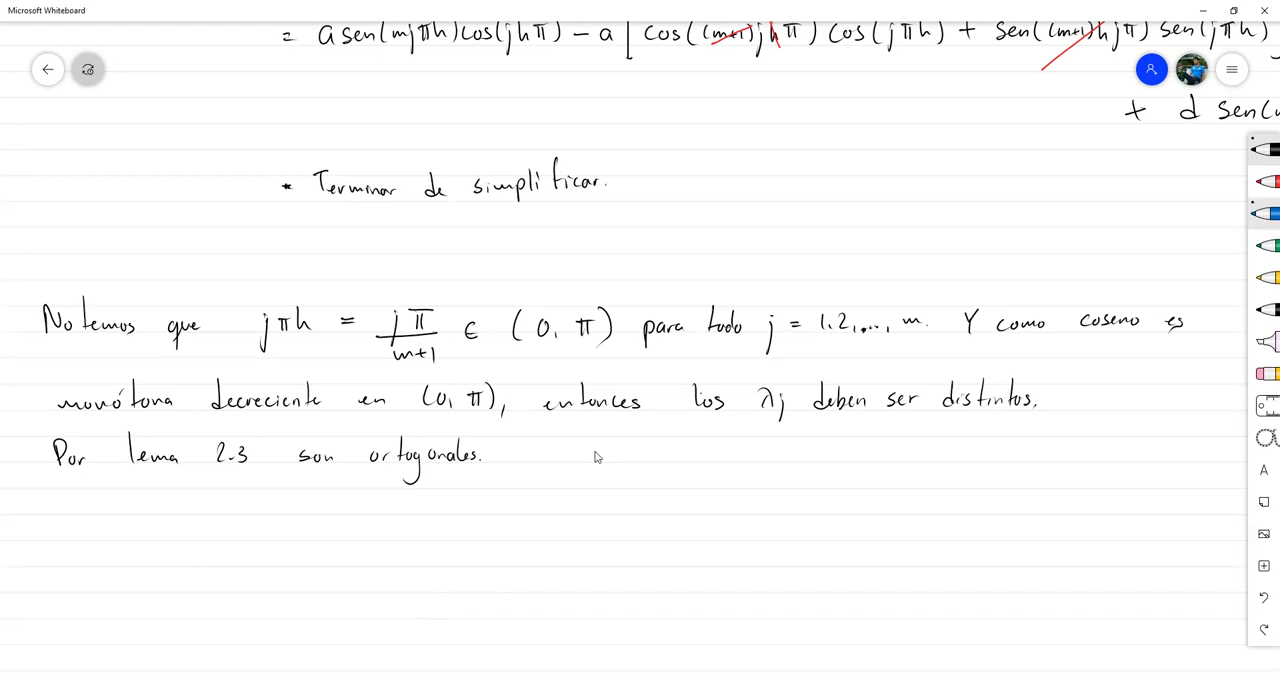 Microsoft Whiteboard
= a sen(mjπh)cos(jhπ) − a [ cos((m+1)jhπ) cos(jπh) + sen((m+1)hjπ) sen(jπh)
+ d sen(
* Terminar de simplificar.
Notemos que jπh = jπ/(m+1) ∈ (0, π) para todo j = 1,2,..., m. Y como coseno es
monótona decreciente en (0, π), entonces los λj deben ser distintos.
Por lema 2.3 son ortogonales.
A